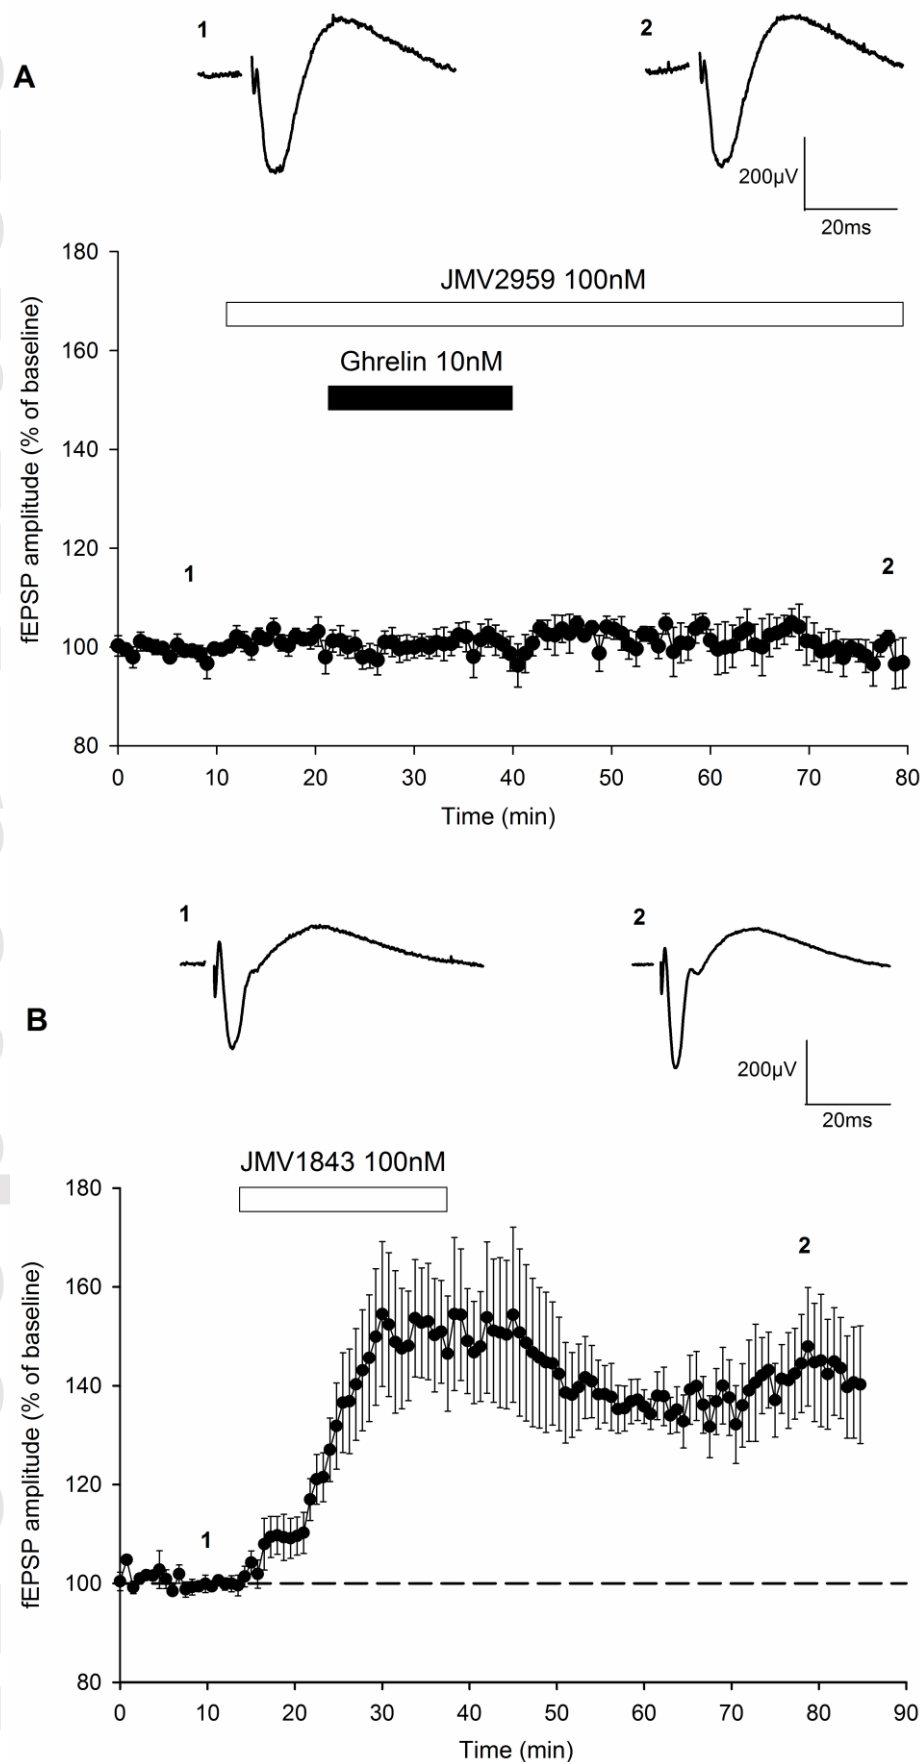 1
2
A
200µV
20ms
180
JMV2959 100nM
160
Ghrelin 10nM
140
120
1
2
100
80
0 10 20 30 40 50 60 70 80
fEPSP amplitude (% of baseline)
Time (min)
1
2
B
200µV
20ms
JMV1843 100nM
180
2
160
140
120
1
100
80
0 10 20 30 40 50 60 70 80 90
fEPSP amplitude (% of baseline)
Time (min)